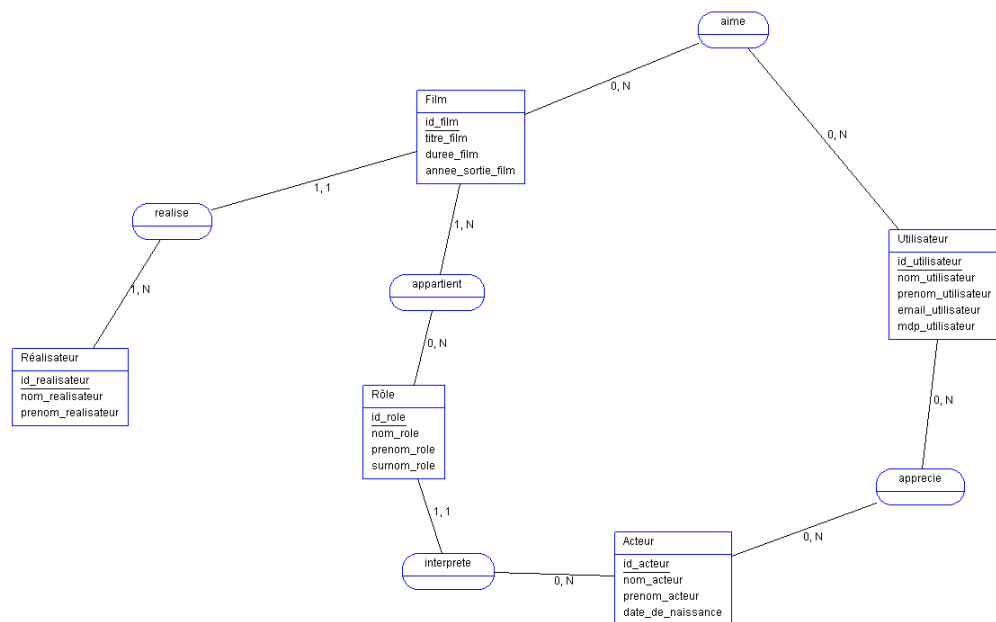 aime
0, N
0, N
Film
id_film
titre_film
duree_film
annee_sortie_film
1, 1
realise
1, N
1, N
appartient
0, N
Utilisateur
id_utilisateur
nom_utilisateur
prenom_utilisateur
email_utilisateur
mdp_utilisateur
Réalisateur
id_realisateur
nom_realisateur
prenom_realisateur
Rôle
id_role
nom_role
prenom_role
surnom_role
0, N
apprecie
1, 1
0, N
interprete
0, N
Acteur
id_acteur
nom_acteur
prenom_acteur
date_de_naissance